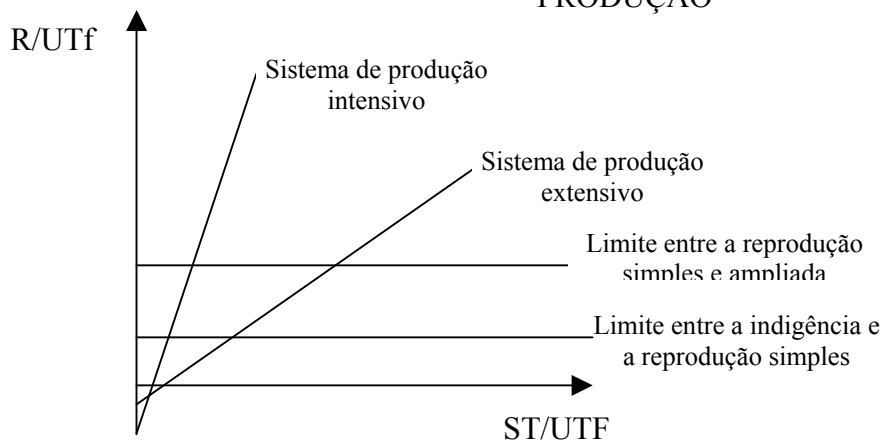 PRODUÇÃO
R/UTf
Sistema de produção
intensivo
Sistema de produção
extensivo
Limite entre a reprodução
simples e ampliada
Limite entre a indigência e
a reprodução simples
ST/UTF